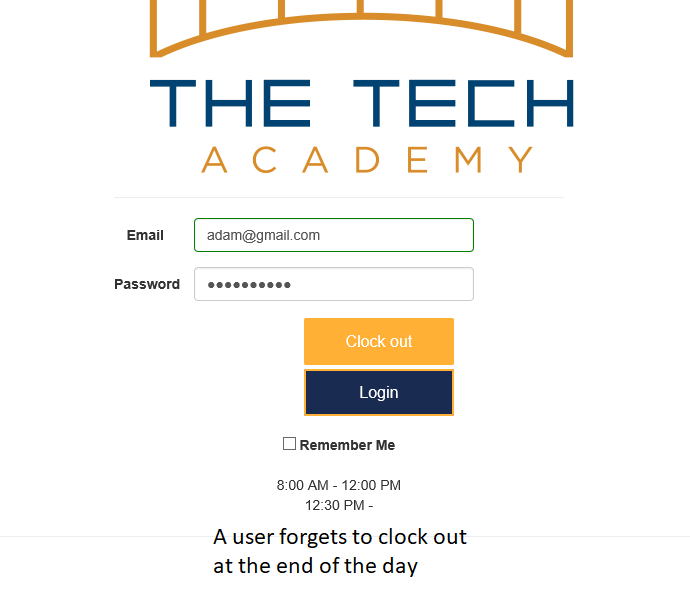 THE TECH
ACADEMY
Email adam@gmail.com
Password ••••••••••
Clock out
Login
Remember Me
8:00 AM - 12:00 PM
12:30 PM -
A user forgets to clock out
at the end of the day